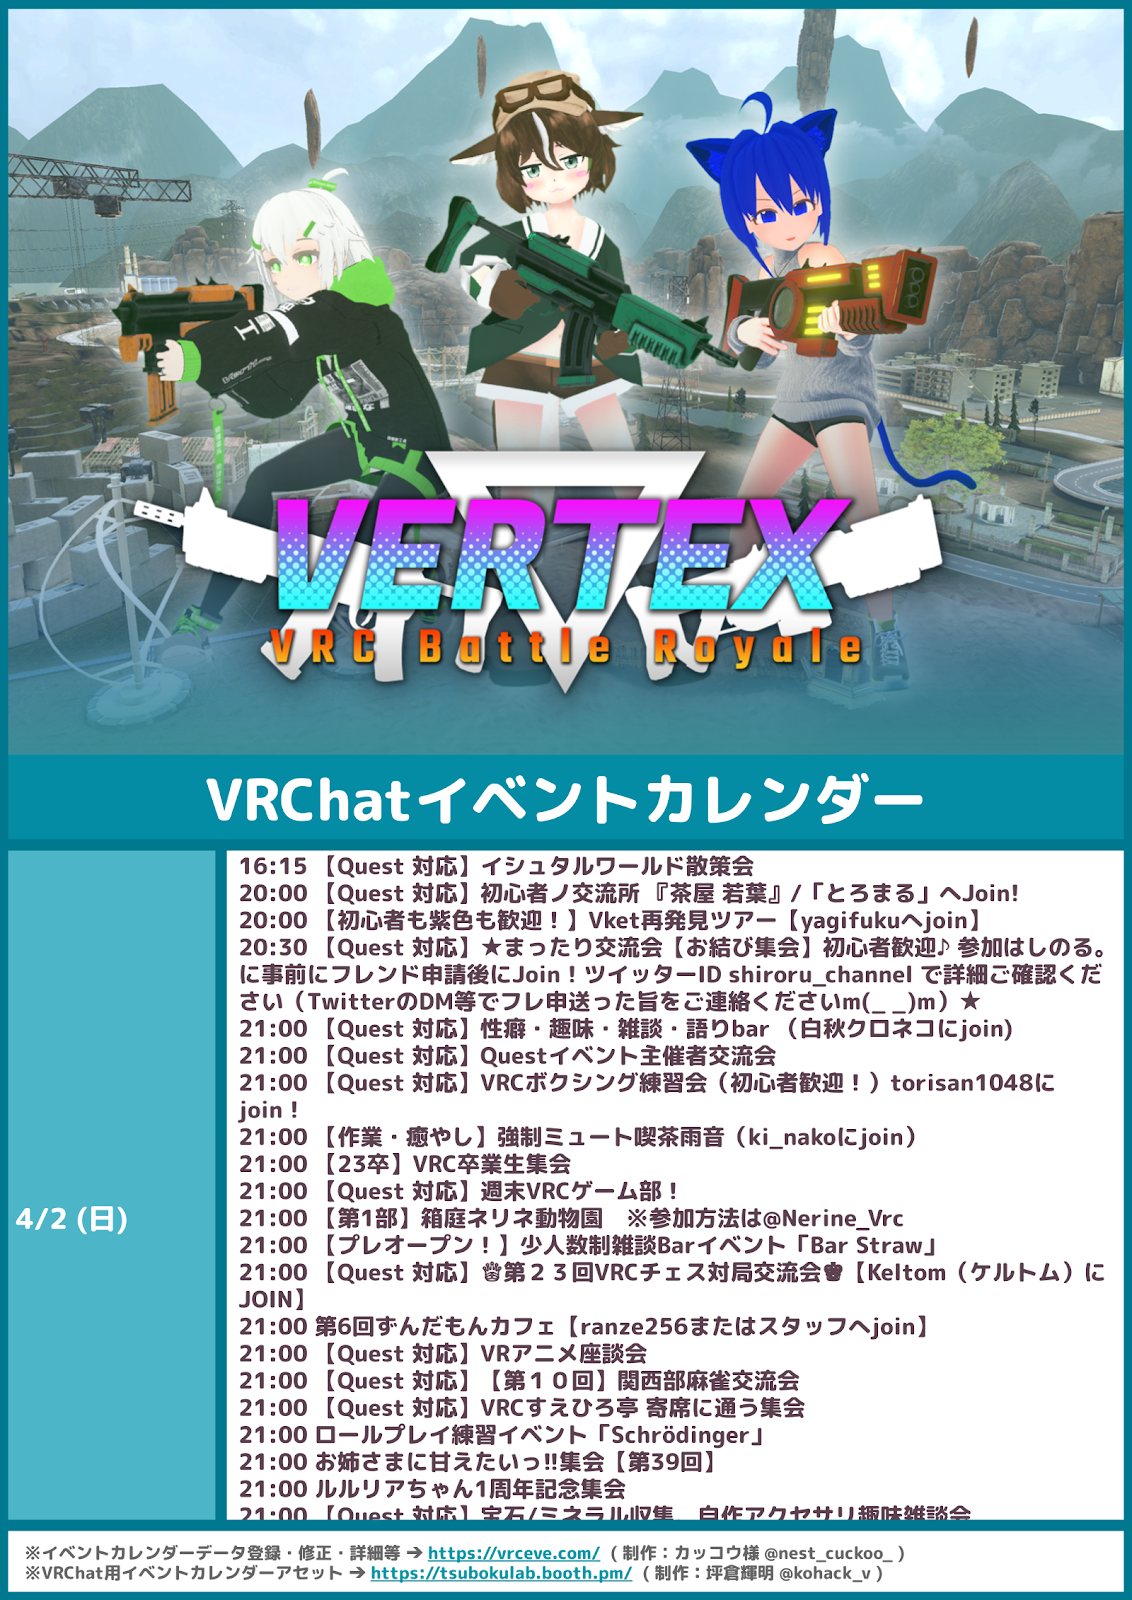 VERTEX
VRC Battle Royale
VRChatイベントカレンダー
4/2 (日)
16:15 【Quest 対応】イシュタルワールド散策会
20:00 【Quest 対応】初心者ノ交流所 『茶屋 若葉』/「とろまる」へJoin!
20:00 【初心者も紫色も歓迎！】Vket再発見ツアー【yagifukuへjoin】
20:30 【Quest 対応】★まったり交流会【お結び集会】初心者歓迎♪ 参加はしのる。
に事前にフレンド申請後にJoin！ツイッターID shiroru_channel で詳細ご確認くだ
さい（TwitterのDM等でフレ申送った旨をご連絡くださいm(_ _)m）★
21:00 【Quest 対応】性癖・趣味・雑談・語りbar （白秋クロネコにjoin)
21:00 【Quest 対応】Questイベント主催者交流会
21:00 【Quest 対応】VRCボクシング練習会（初心者歓迎！）torisan1048に
join！
21:00 【作業・癒やし】強制ミュート喫茶雨音（ki_nakoにjoin）
21:00 【23卒】VRC卒業生集会
21:00 【Quest 対応】週末VRCゲーム部！
21:00 【第1部】箱庭ネリネ動物園　※参加方法は@Nerine_Vrc
21:00 【プレオープン！】少人数制雑談Barイベント「Bar Straw」
21:00 【Quest 対応】♕第２３回VRCチェス対局交流会♚【Keltom（ケルトム）に
JOIN】
21:00 第6回ずんだもんカフェ【ranze256またはスタッフへjoin】
21:00 【Quest 対応】VRアニメ座談会
21:00 【Quest 対応】【第１０回】関西部麻雀交流会
21:00 【Quest 対応】VRCすえひろ亭 寄席に通う集会
21:00 ロールプレイ練習イベント「Schrödinger」
21:00 お姉さまに甘えたいっ!!集会【第39回】
21:00 ルルリアちゃん1周年記念集会
21:00 【Quest 対応】宝石/ミネラル収集、自作アクセサリ趣味雑談会
※イベントカレンダーデータ登録・修正・詳細等 ➔ https://vrceve.com/ （制作：カッコウ様 @nest_cuckoo_ ）
※VRChat用イベントカレンダーアセット ➔ https://tsubokulab.booth.pm/ （制作：坪倉輝明 @kohack_v ）